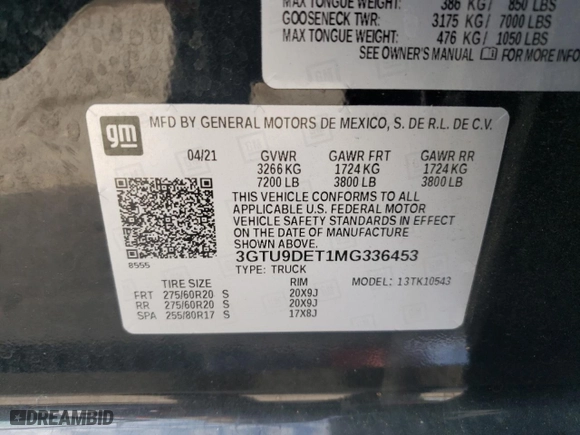 MAX TONGUE WEIGHT: 386 KG/ 850 LBS
GOOSENECK TWR: 3175 KG/ 7000 LBS
MAX TONGUE WEIGHT: 476 KG/ 1050 LBS
SEE OWNER'S MANUAL FOR MORE INFO
gm
MFD BY GENERAL MOTORS DE MEXICO, S. DE R.L. DE C.V.
04/21 GVWR GAWR FRT GAWR RR
3266 KG 1724 KG 1724 KG
7200 LB 3800 LB 3800 LB
THIS VEHICLE CONFORMS TO ALL
APPLICABLE U.S. FEDERAL MOTOR
VEHICLE SAFETY STANDARDS IN EFFECT
ON THE DATE OF MANUFACTURE SHOWN
ABOVE.
8555
3GTU9DET1MG336453
TYPE: TRUCK
TIRE SIZE RIM MODEL: 13TK10543
FRT 275/60R20 S 20X9J
RR 275/60R20 S 20X9J
SPA 255/80R17 S 17X8J
DREAMBID